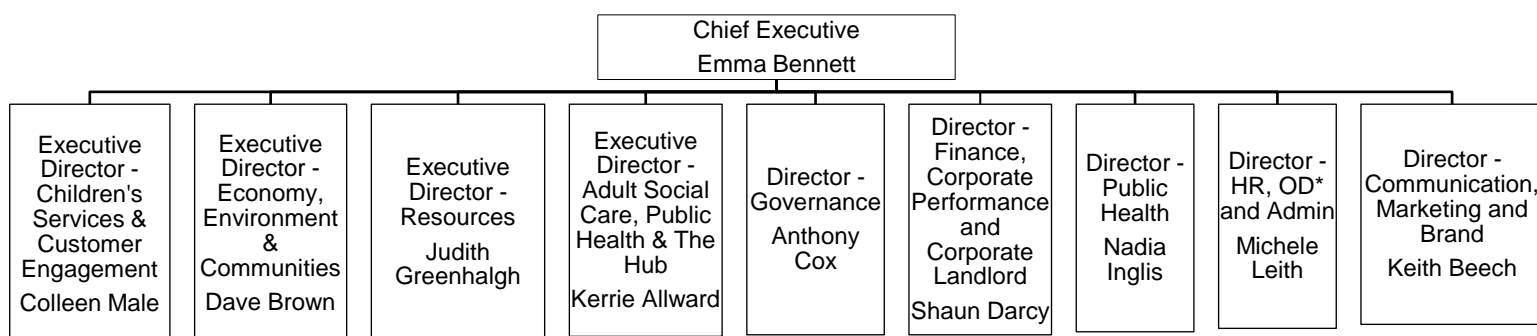 Chief Executive
Emma Bennett
Executive
Director -
Children's
Services &
Customer
Engagement
Colleen Male
Executive
Director -
Economy,
Environment
&
Communities
Dave Brown
Executive
Director -
Resources
Judith
Greenhalgh
Executive
Director -
Adult Social
Care, Public
Health & The
Hub
Kerrie Allward
Director -
Governance
Anthony
Cox
Director -
Finance,
Corporate
Performance
and
Corporate
Landlord
Shaun Darcy
Director -
Public
Health
Nadia
Inglis
Director -
HR, OD*
and Admin
Michele
Leith
Director -
Communication,
Marketing and
Brand
Keith Beech